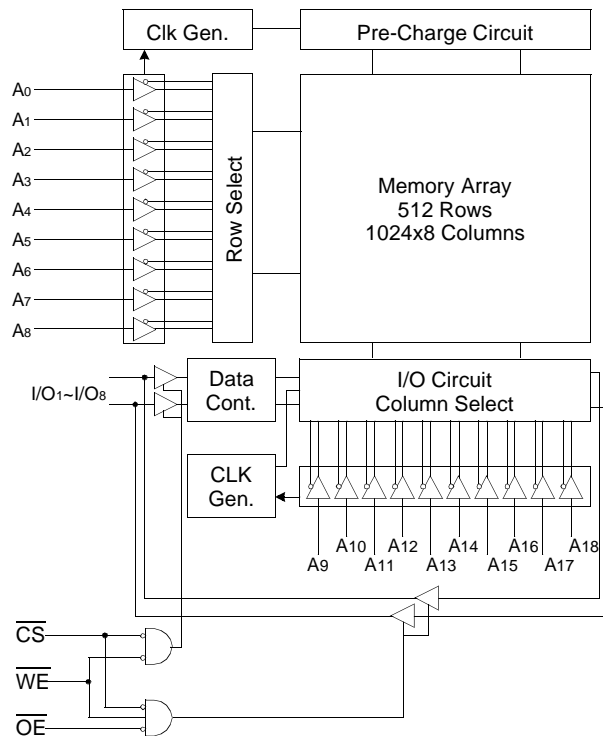 Clk Gen.
Pre-Charge Circuit
A0
A1
A2
A3
A4
A5
A6
A7
A8
Row Select
Memory Array
512 Rows
1024x8 Columns
I/O1~I/O8
Data
Cont.
I/O Circuit
Column Select
CLK
Gen.
A9
A10
A11
A12
A13
A14
A15
A16
A17
A18
CS
WE
OE